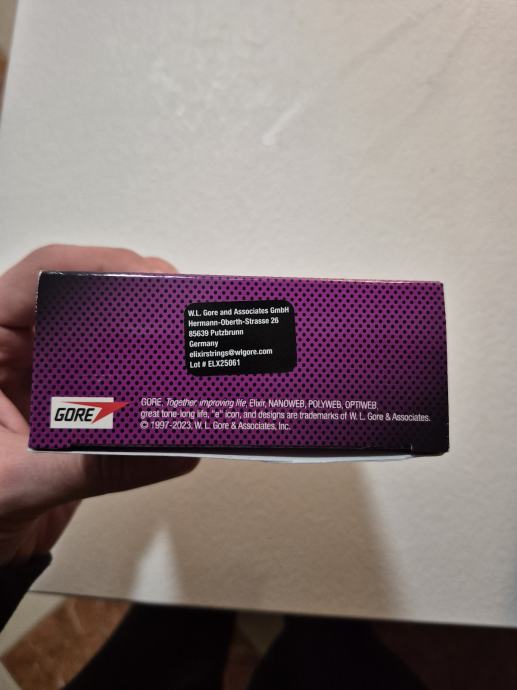 W.L. Gore and Associates GmbH
Hermann-Oberth-Strasse 26
85639 Putzbrunn
Germany
elixirstrings@wlgore.com
Lot # ELX25061
GORE
GORE, Together, improving life, Elixir, NANOWEB, POLYWEB, OPTIWEB,
great tone-long life, "e" icon, and designs are trademarks of W. L. Gore & Associates.
© 1997-2023. W. L. Gore & Associates, Inc.